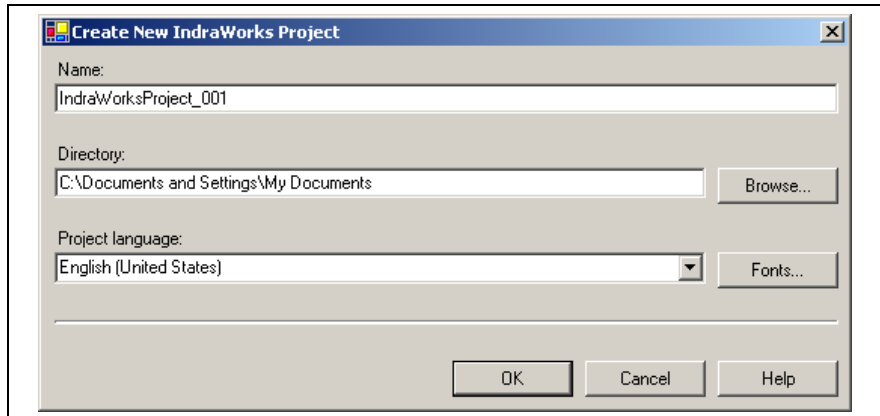 Create New IndraWorks Project
Name:
IndraWorksProject_001
Directory:
C:\Documents and Settings\My Documents
Browse...
Project language:
English (United States)
Fonts...
OK
Cancel
Help